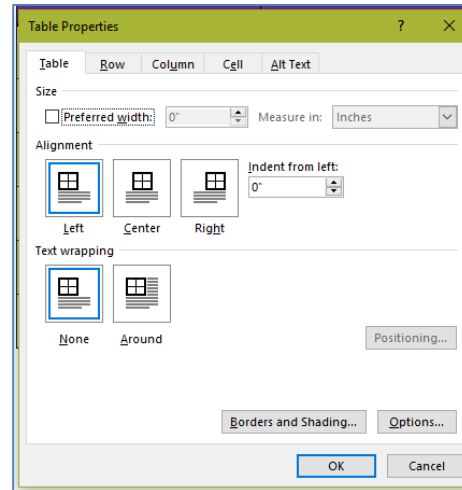 Table Properties ? ×
Table Row Column Cell Alt Text
Size
Preferred width: 0" Measure in: Inches
Alignment
Indent from left:
0"
Left Center Right
Text wrapping
None Around Positioning...
Borders and Shading... Options...
OK Cancel